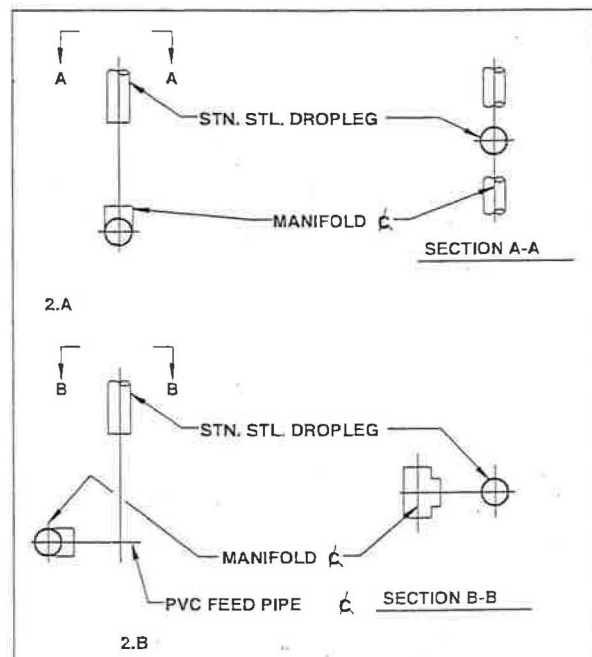 A A
STN. STL. DROPLEG
MANIFOLD ℄
SECTION A-A
2.A
B B
STN. STL. DROPLEG
MANIFOLD ℄
PVC FEED PIPE ℄ SECTION B-B
2.B